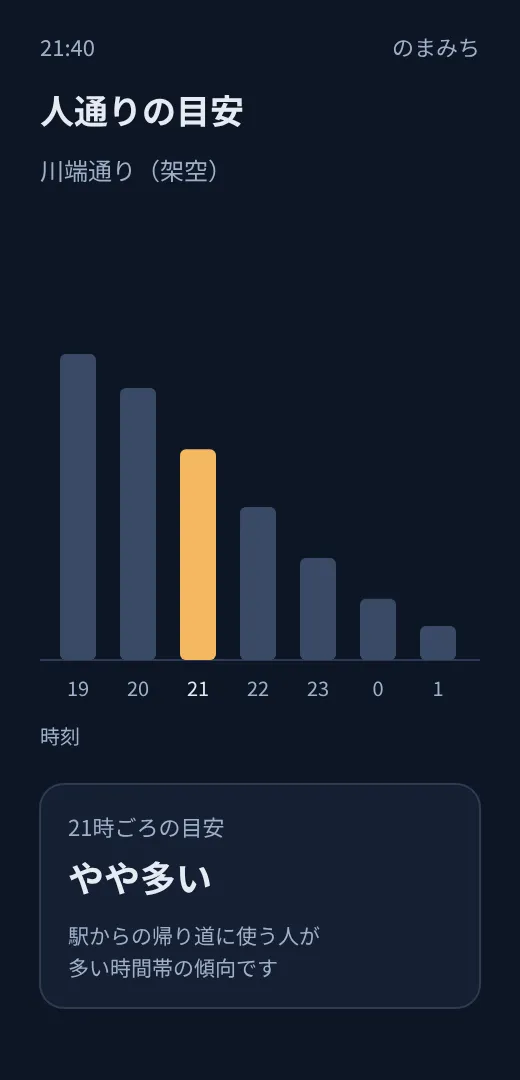 21:40 のまみち
人通りの目安
川端通り（架空）
19 20 21 22 23 0 1
時刻
21時ごろの目安
やや多い
駅からの帰り道に使う人が
多い時間帯の傾向です